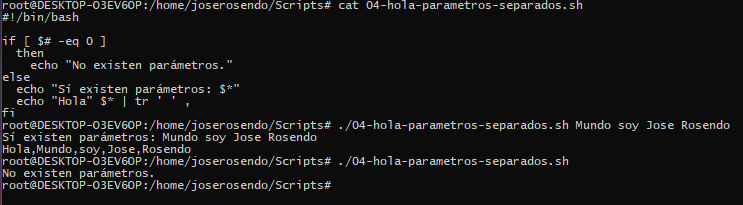 root@DESKTOP-O3EV6OP:/home/joserosendo/Scripts# cat 04-hola-parametros-separados.sh
#!/bin/bash

if [ $# -eq 0 ]
  then
    echo "No existen parámetros."
else
  echo "Sí existen parámetros: $*"
  echo "Hola" $* | tr ' ' ,
fi
root@DESKTOP-O3EV6OP:/home/joserosendo/Scripts# ./04-hola-parametros-separados.sh Mundo soy Jose Rosendo
Sí existen parámetros: Mundo soy Jose Rosendo
Hola,Mundo,soy,Jose,Rosendo
root@DESKTOP-O3EV6OP:/home/joserosendo/Scripts# ./04-hola-parametros-separados.sh
No existen parámetros.
root@DESKTOP-O3EV6OP:/home/joserosendo/Scripts#